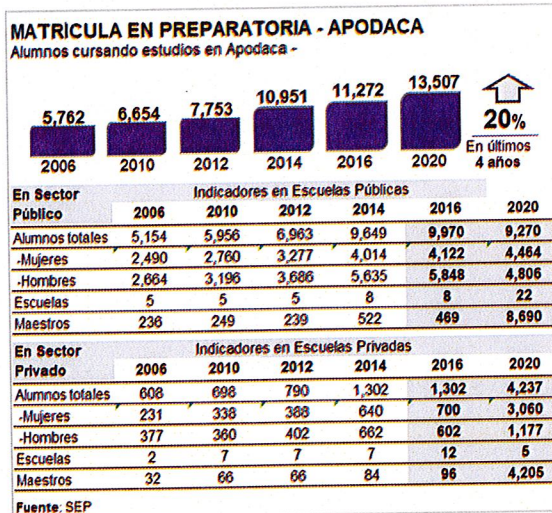 MATRICULA EN PREPARATORIA - APODACA
Alumnos cursando estudios en Apodaca -
5,762 6,654 7,753 10,951 11,272 13,507
2006 2010 2012 2014 2016 2020
20%
En últimos
4 años
En Sector Público Indicadores en Escuelas Públicas
2006 2010 2012 2014 2016 2020
Alumnos totales 5,154 5,956 6,963 9,649 9,970 9,270
-Mujeres 2,490 2,760 3,277 4,014 4,122 4,464
-Hombres 2,664 3,196 3,686 5,635 5,848 4,806
Escuelas 5 5 5 8 8 22
Maestros 236 249 239 522 469 8,690
En Sector Privado Indicadores en Escuelas Privadas
2006 2010 2012 2014 2016 2020
Alumnos totales 608 698 790 1,302 1,302 4,237
-Mujeres 231 338 388 640 700 3,060
-Hombres 377 360 402 662 602 1,177
Escuelas 2 7 7 7 12 5
Maestros 32 66 66 84 96 4,205
Fuente: SEP